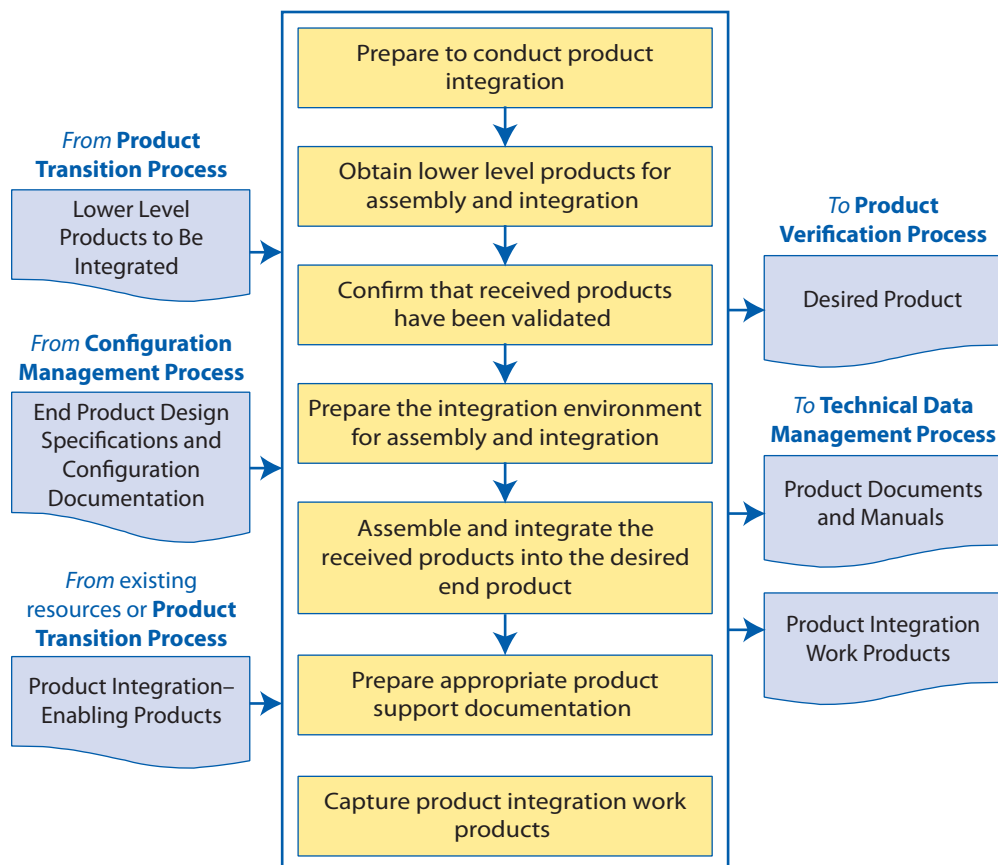 Prepare to conduct product
integration
Obtain lower level products for
assembly and integration
Confirm that received products
have been validated
Prepare the integration environment
for assembly and integration
Assemble and integrate the
received products into the desired
end product
Prepare appropriate product
support documentation
Capture product integration work
products
From Product
Transition Process
Lower Level
Products to Be
Integrated
From Configuration
Management Process
End Product Design
Specifications and
Configuration
Documentation
From existing
resources or Product
Transition Process
Product Integration–
Enabling Products
To Product
Verification Process
Desired Product
To Technical Data
Management Process
Product Documents
and Manuals
Product Integration
Work Products